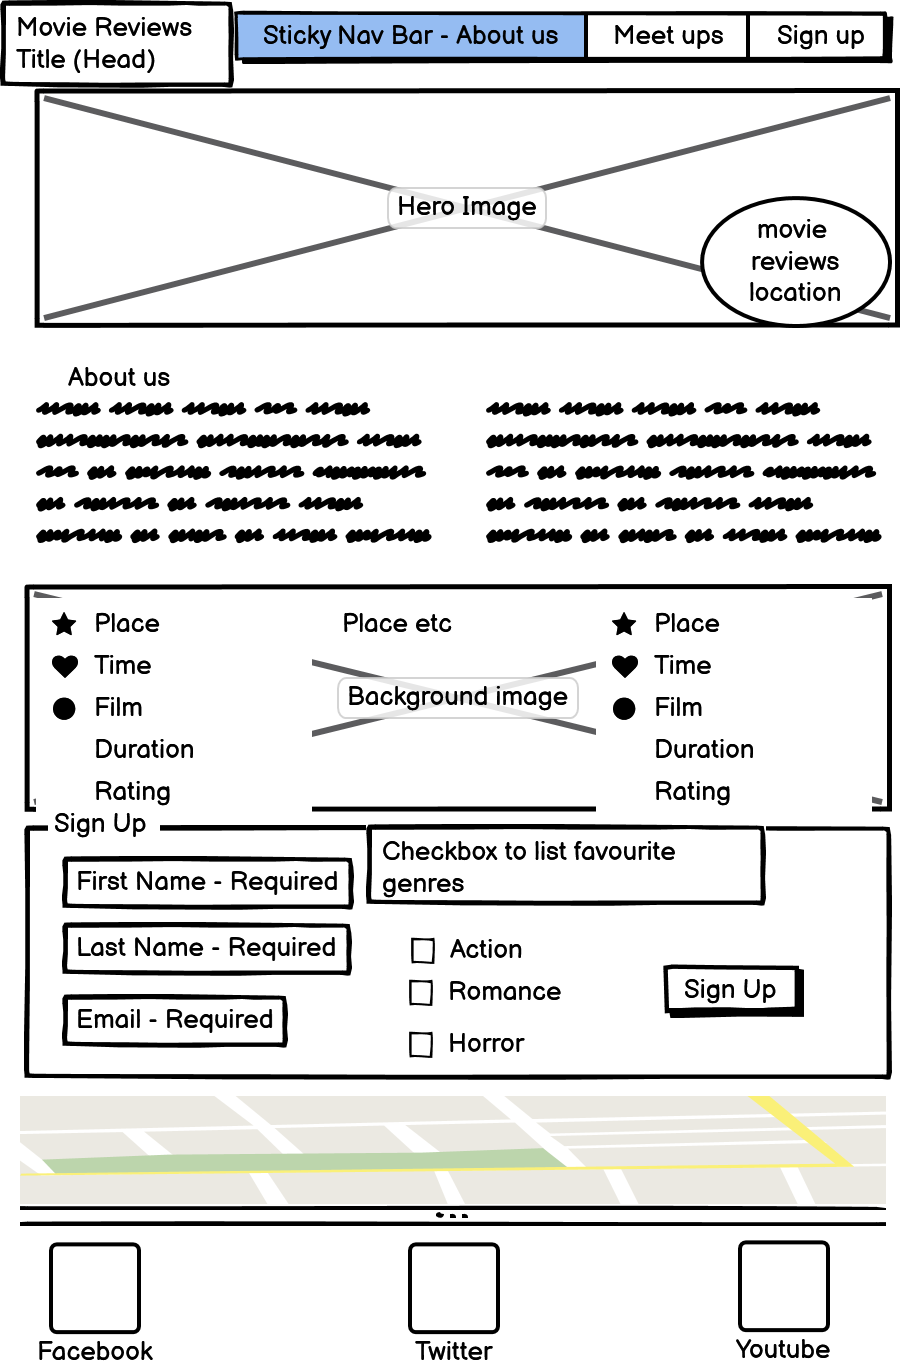 Movie Reviews
Title (Head)
Sticky Nav Bar - About us
Meet ups
Sign up
Hero Image
movie
reviews
location
About us
Place
Time
Film
Duration
Rating
Place etc
Background image
Place
Time
Film
Duration
Rating
Sign Up
First Name - Required
Last Name - Required
Email - Required
Checkbox to list favourite
genres
Action
Romance
Horror
Sign Up
Facebook
Twitter
Youtube